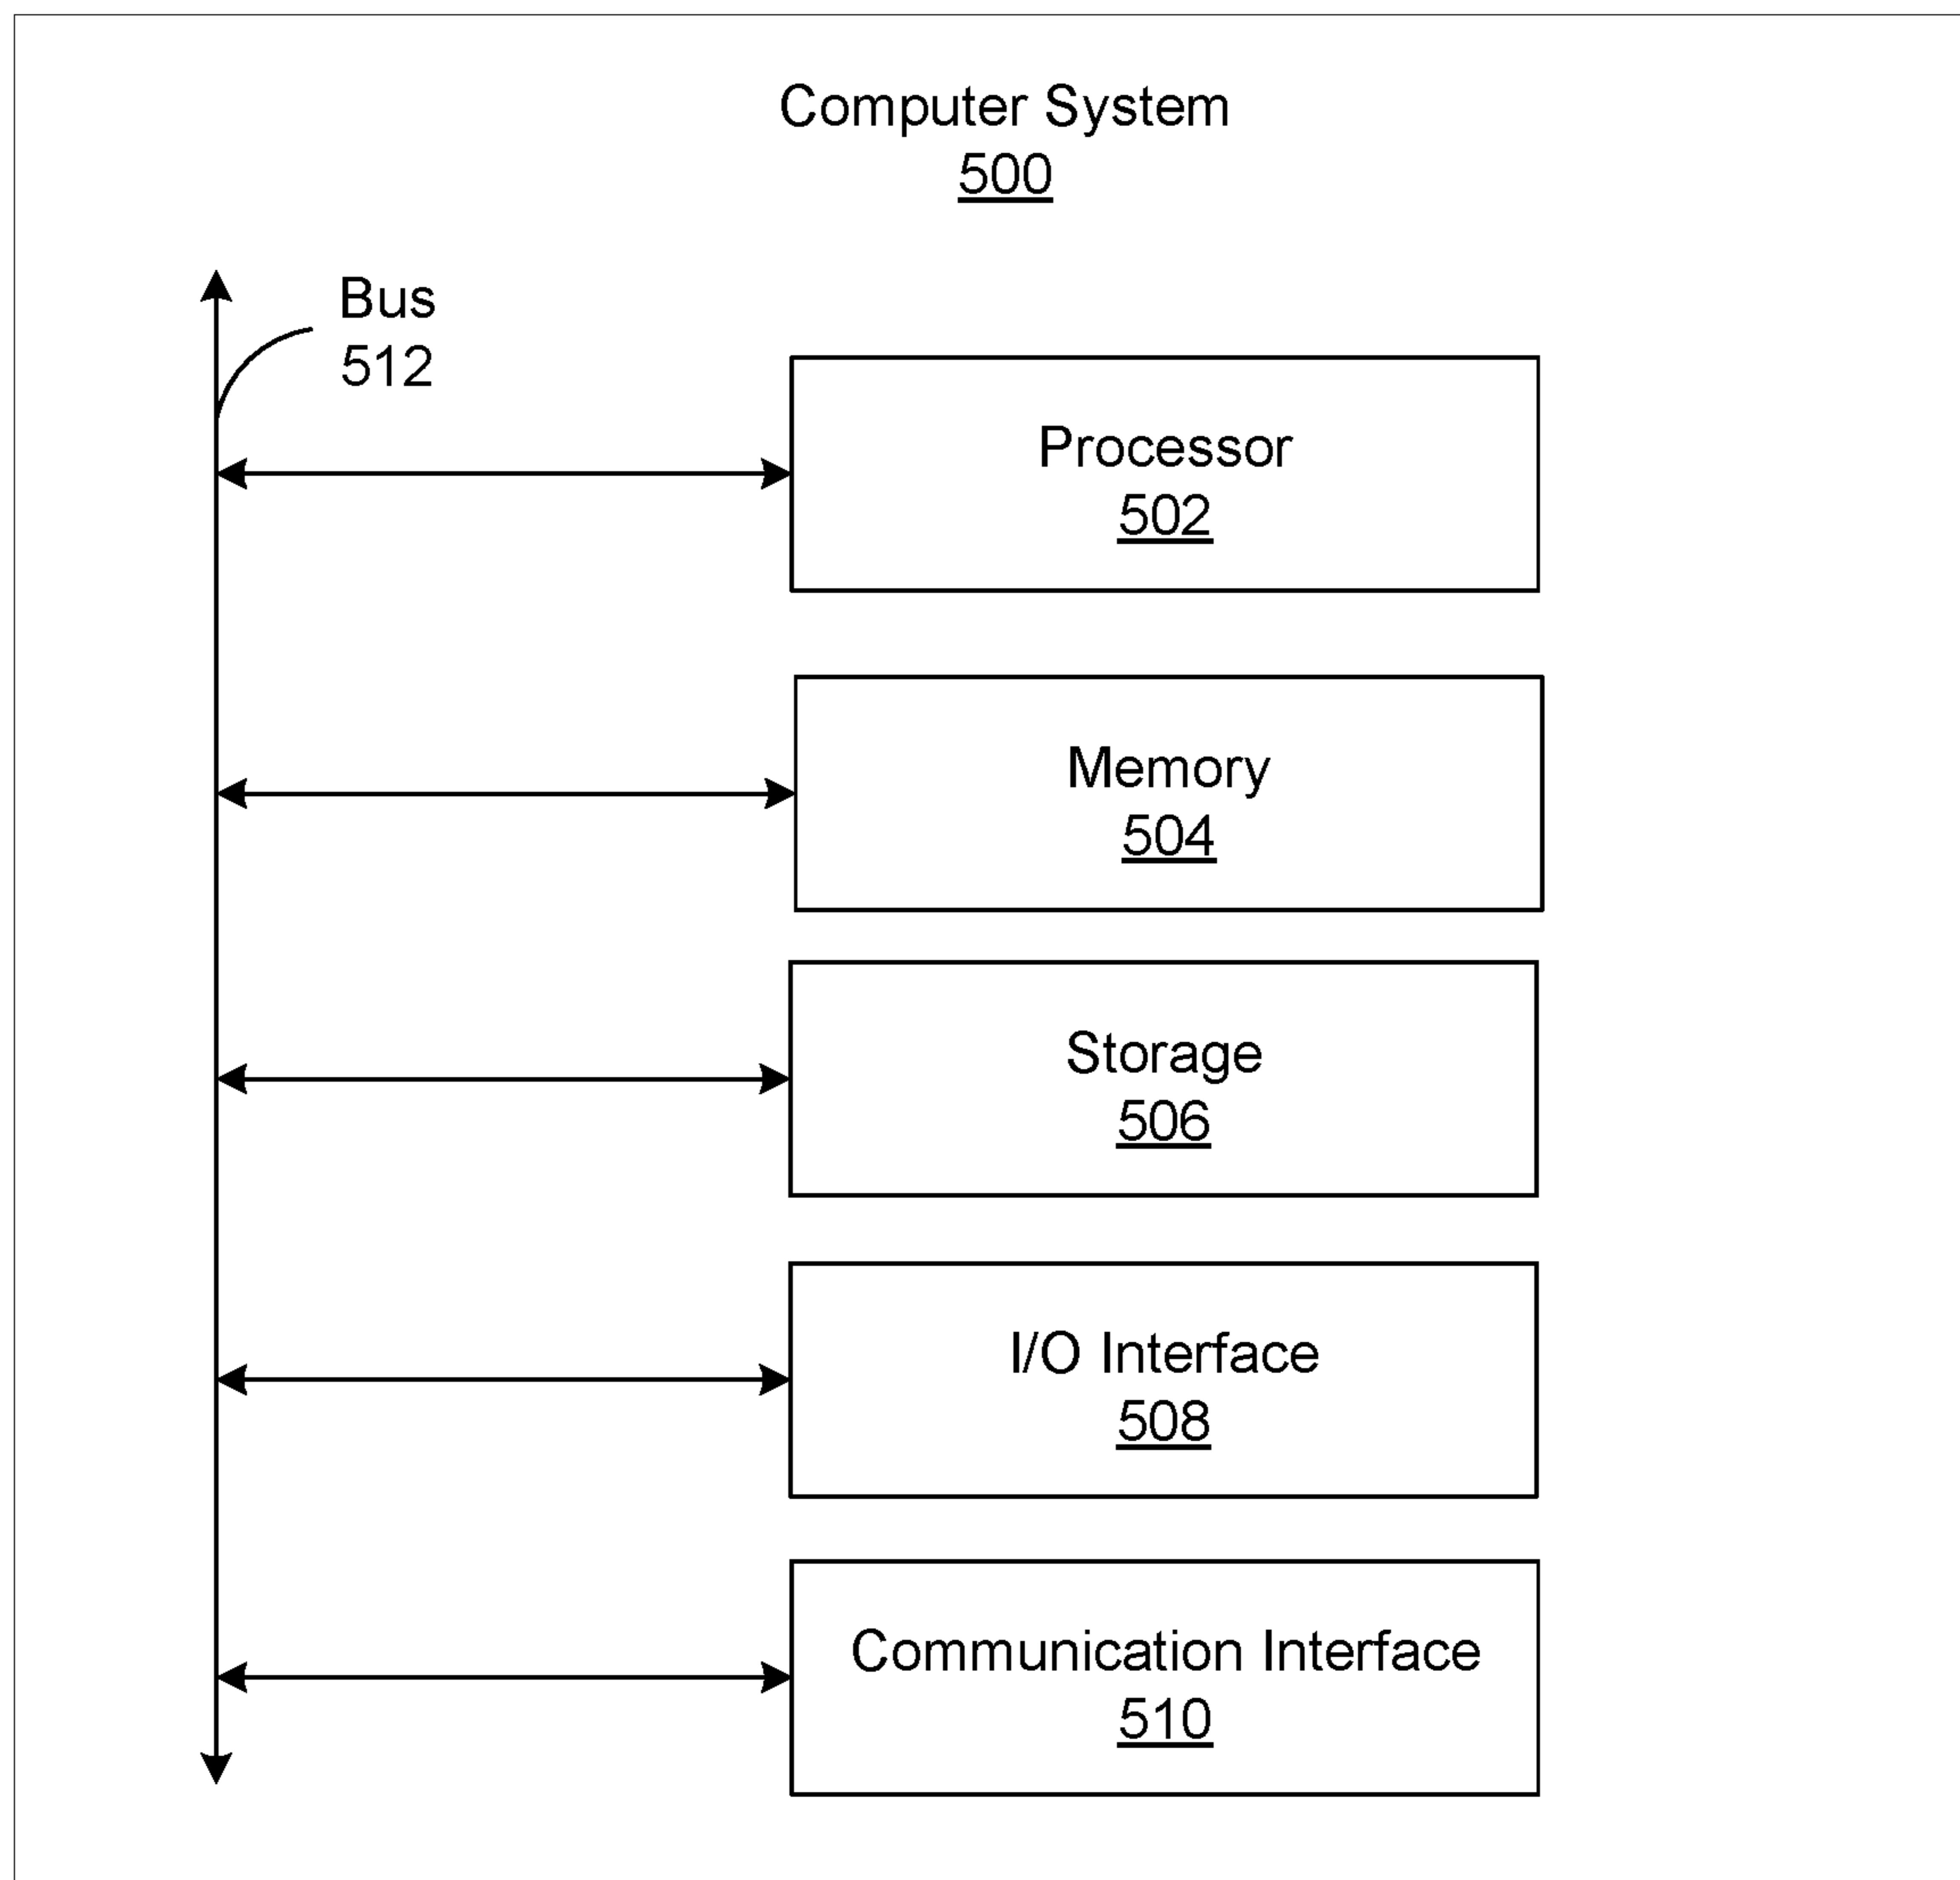 Computer System
500
Bus
512
Processor
502
Memory
504
Storage
506
I/O Interface
508
Communication Interface
510